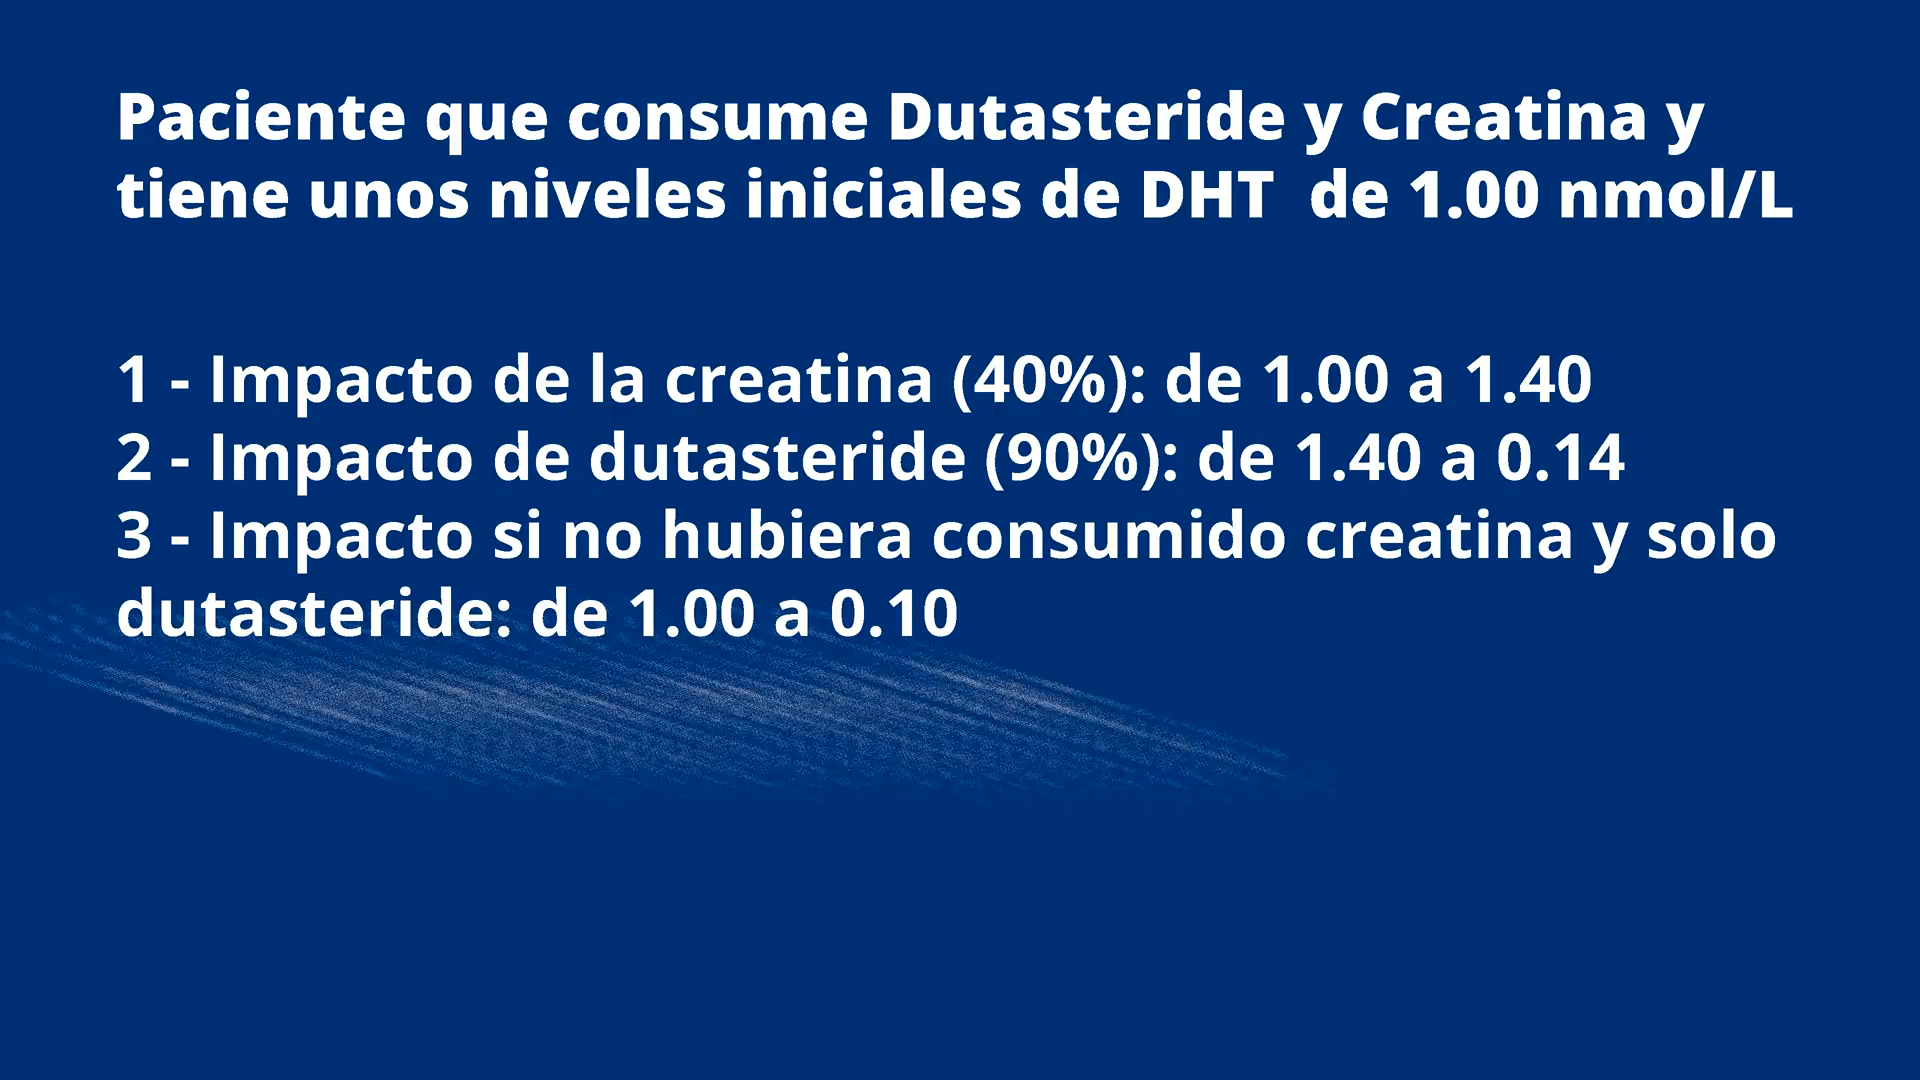 Paciente que consume Dutasteride y Creatina y
tiene unos niveles iniciales de DHT de 1.00 nmol/L
1 - Impacto de la creatina (40%): de 1.00 a 1.40
2 - Impacto de dutasteride (90%): de 1.40 a 0.14
3 - Impacto si no hubiera consumido creatina y solo
dutasteride: de 1.00 a 0.10